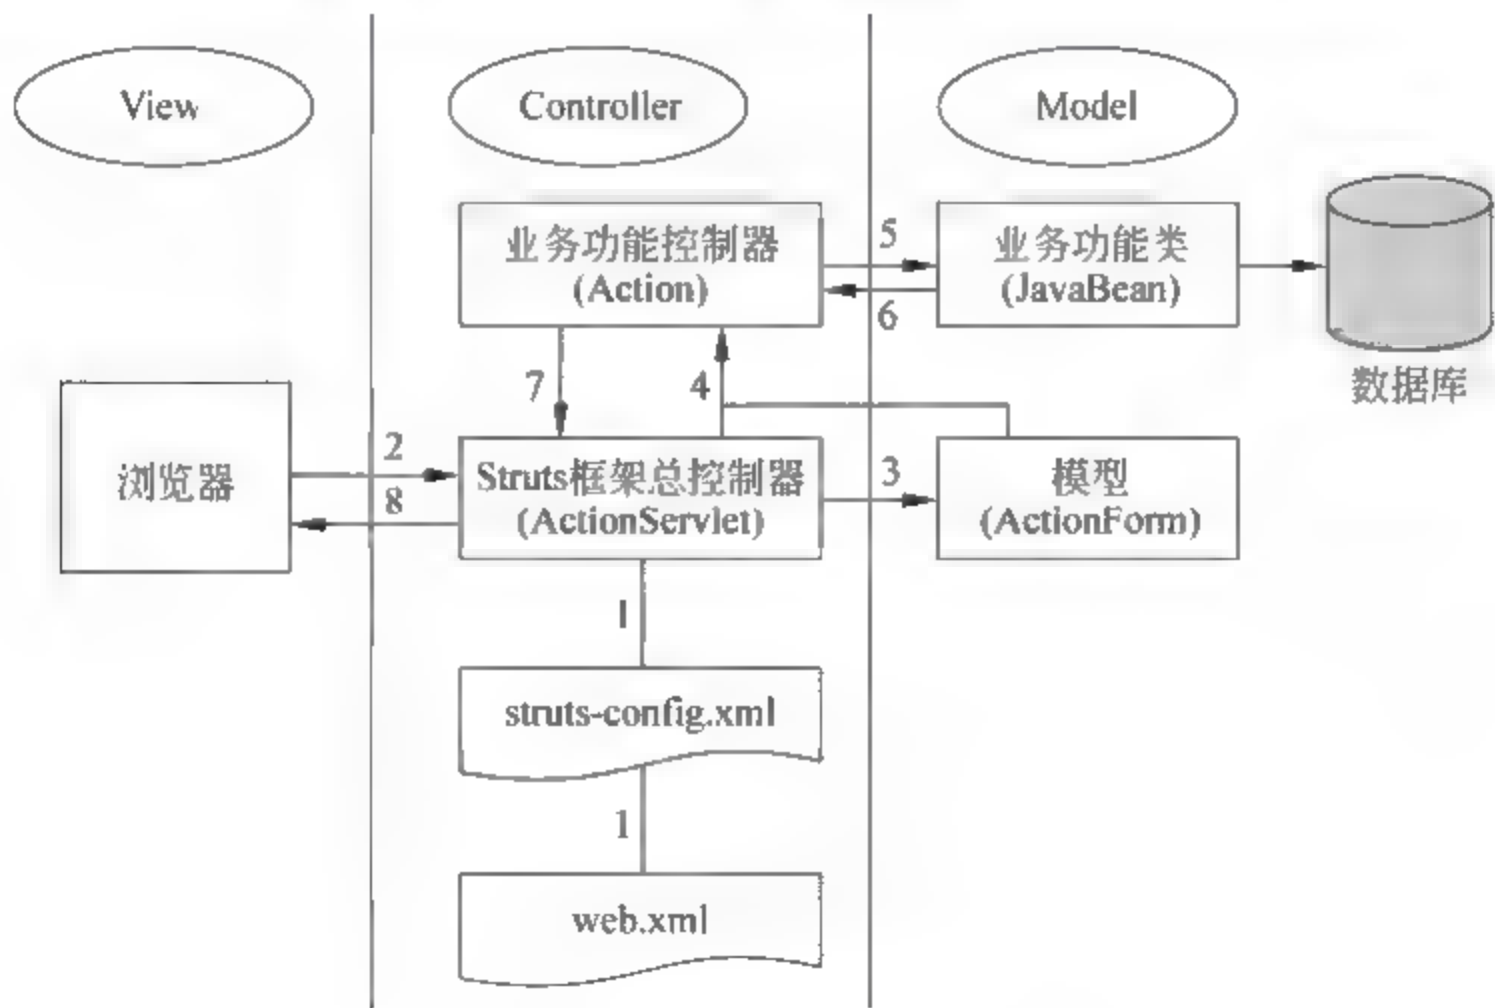 View
Controller
Model
业务功能控制器
(Action)
5
6
业务功能类
(JavaBean)
数据库
7
4
浏览器
2
8
Struts框架总控制器
(ActionServlet)
3
模型
(ActionForm)
1
struts-config.xml
1
web.xml